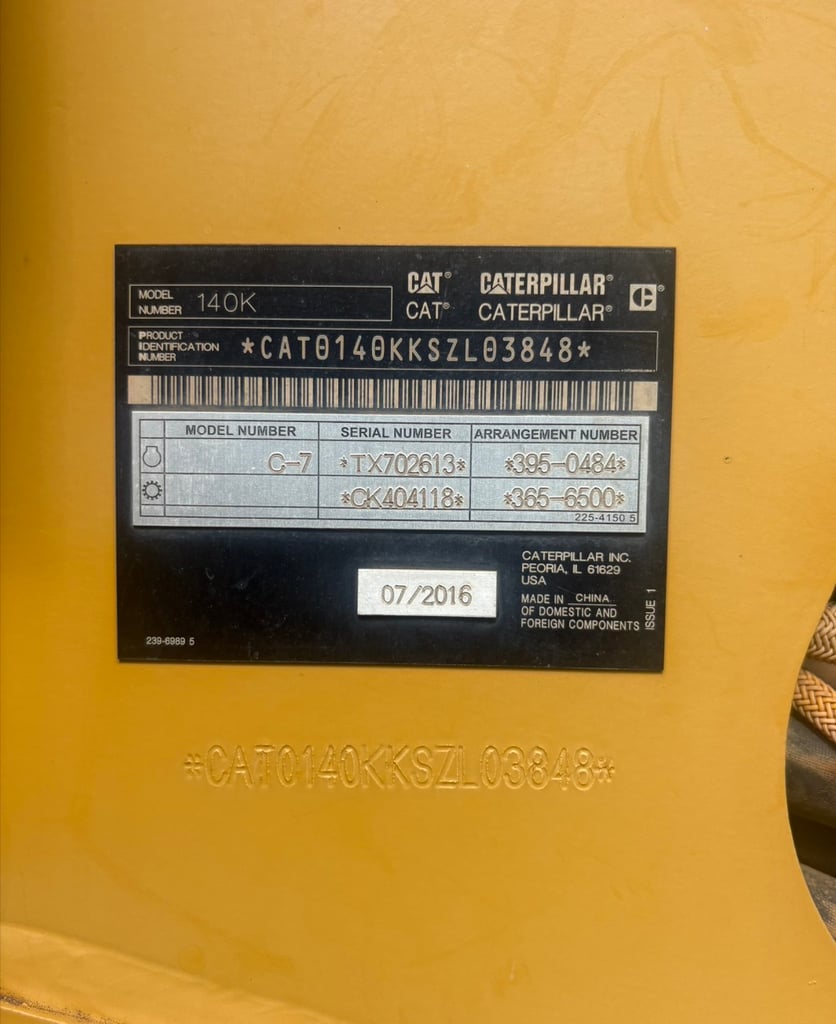 MODEL NUMBER 140K
CAT® CATERPILLAR®
CAT® CATERPILLAR®
PRODUCT IDENTIFICATION NUMBER *CAT0140KKSZL03848*
MODEL NUMBER SERIAL NUMBER ARRANGEMENT NUMBER
C-7 *TX702613* *395-0484*
*CK404118* *365-6500*
225-4150 5
CATERPILLAR INC.
PEORIA, IL 61629
USA
07/2016
MADE IN CHINA
OF DOMESTIC AND
FOREIGN COMPONENTS
ISSUE 1
239-6989 5
*CAT0140KKSZL03848*